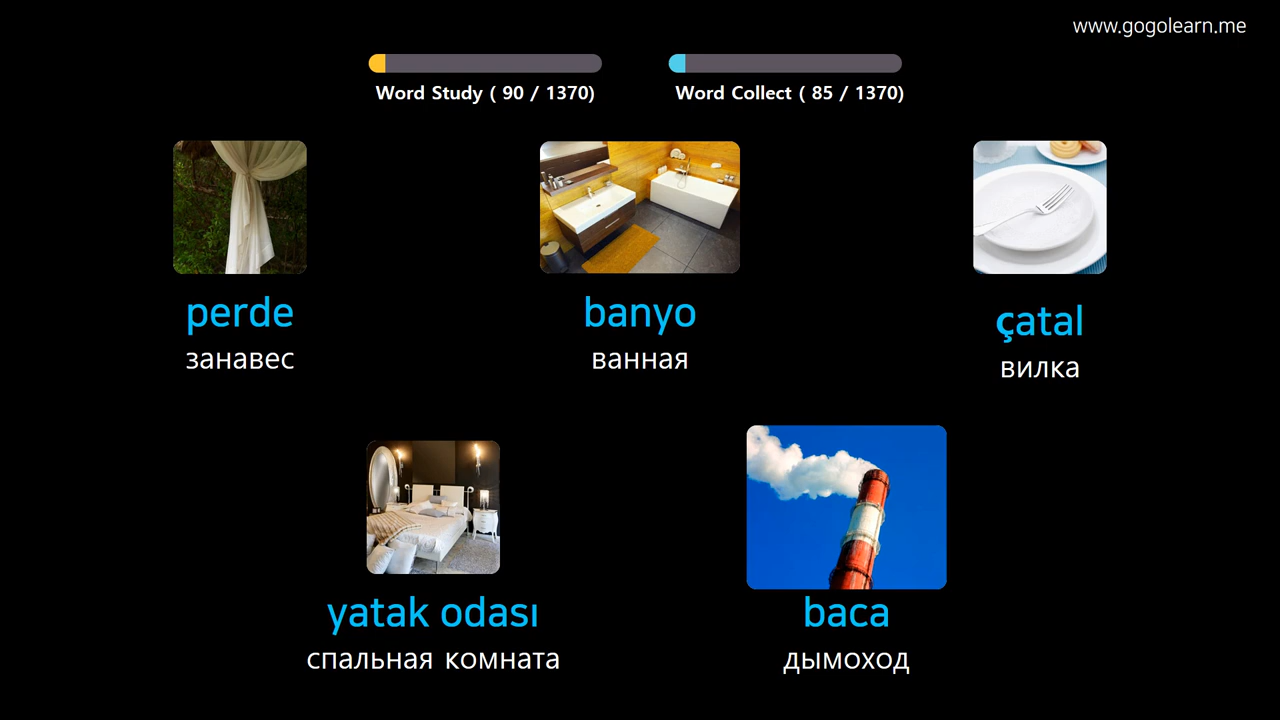 www.gogolearn.me
Word Study ( 90 / 1370)
Word Collect ( 85 / 1370)
perde
занавес
banyo
ванная
çatal
вилка
yatak odası
спальная комната
baca
дымоход